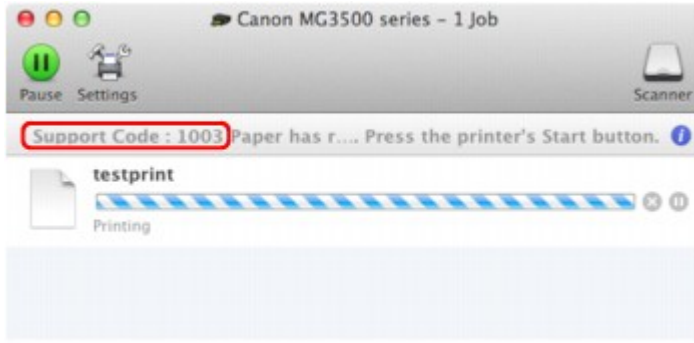 Canon MG3500 series – 1 Job
Pause Settings Scanner
Support Code : 1003 Paper has r.... Press the printer's Start button.
testprint
Printing